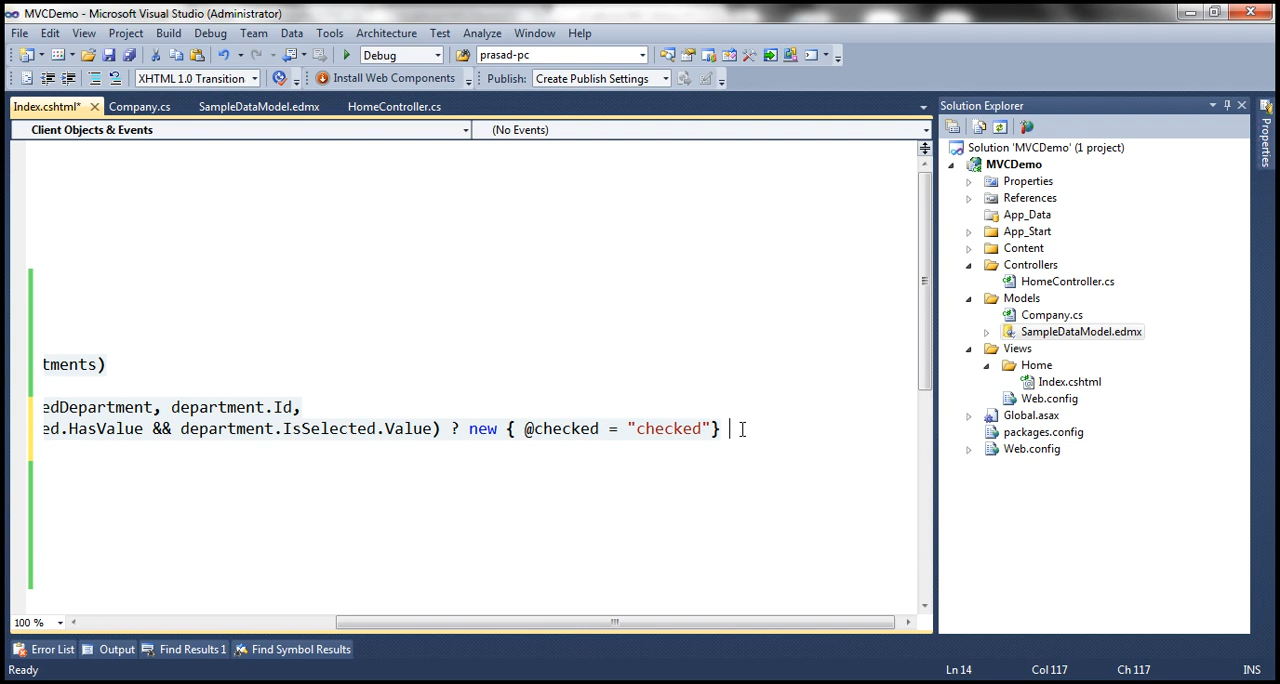 MVCDemo - Microsoft Visual Studio (Administrator)
File Edit View Project Build Debug Team Data Tools Architecture Test Analyze Window Help
Debug prasad-pc
XHTML 1.0 Transition Install Web Components Publish: Create Publish Settings
Index.cshtml* Company.cs SampleDataModel.edmx HomeController.cs
Client Objects & Events (No Events)
tments)
edDepartment, department.Id,
ed.HasValue && department.IsSelected.Value) ? new { @checked = "checked"}
100 %
Solution Explorer
Solution 'MVCDemo' (1 project)
MVCDemo
Properties
References
App_Data
App_Start
Content
Controllers
HomeController.cs
Models
Company.cs
SampleDataModel.edmx
Views
Home
Index.cshtml
Web.config
Global.asax
packages.config
Web.config
Properties
Error List Output Find Results 1 Find Symbol Results
Ready Ln 14 Col 117 Ch 117 INS